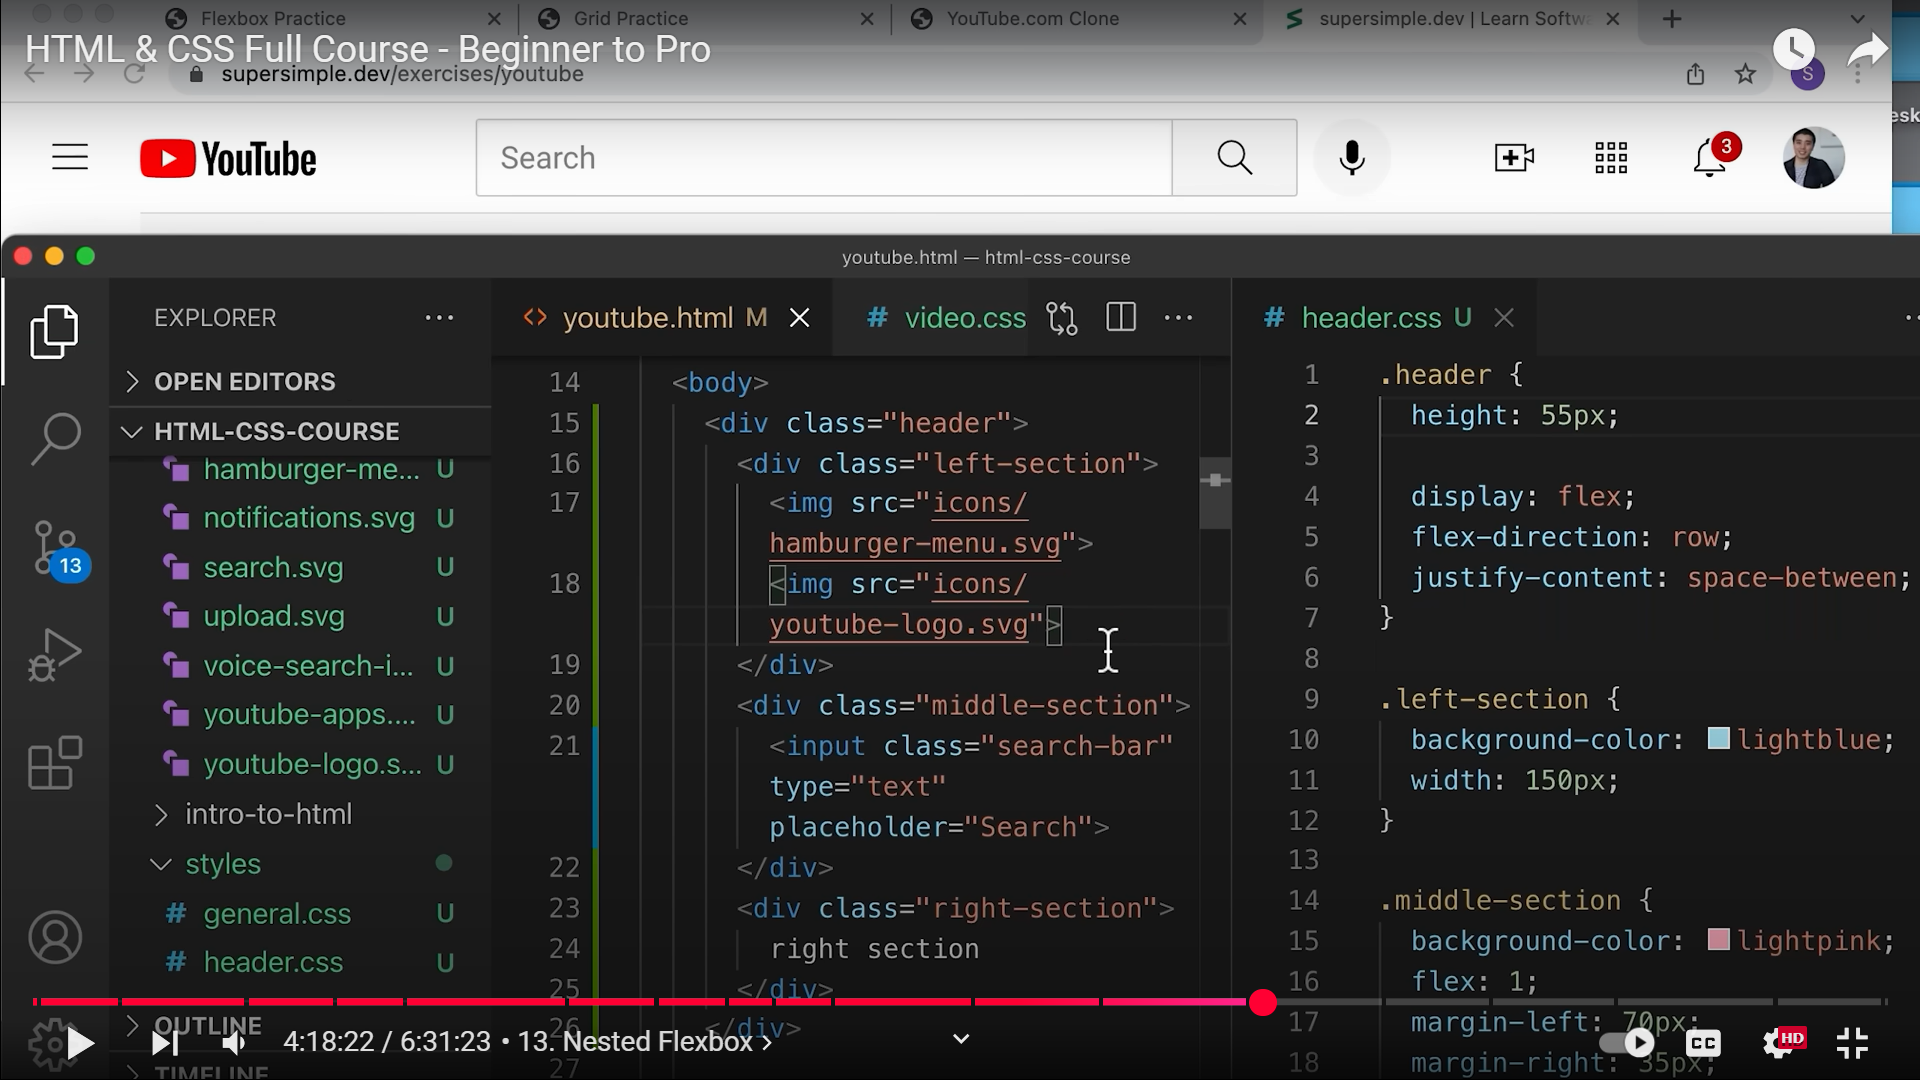 Flexbox Practice
Grid Practice
YouTube.com Clone
supersimple.dev | Learn Softw
HTML & CSS Full Course - Beginner to Pro
supersimple.dev/exercises/youtube
S
esk
YouTube
Search
3
youtube.html — html-css-course
EXPLORER
OPEN EDITORS
HTML-CSS-COURSE
hamburger-me... U
notifications.svg U
search.svg U
upload.svg U
voice-search-i... U
youtube-apps.... U
youtube-logo.s... U
intro-to-html
styles
# general.css U
# header.css U
OUTLINE
TIMELINE
13
<> youtube.html M
# video.css
14 <body>
15 <div class="header">
16 <div class="left-section">
17 <img src="icons/
hamburger-menu.svg">
18 <img src="icons/
youtube-logo.svg">
19 </div>
20 <div class="middle-section">
21 <input class="search-bar"
type="text"
placeholder="Search">
22 </div>
23 <div class="right-section">
24 right section
25 </div>
26 </div>
27
# header.css U
1 .header {
2 height: 55px;
3
4 display: flex;
5 flex-direction: row;
6 justify-content: space-between;
7 }
8
9 .left-section {
10 background-color: lightblue;
11 width: 150px;
12 }
13
14 .middle-section {
15 background-color: lightpink;
16 flex: 1;
17 margin-left: 70px;
18 margin-right: 35px;
4:18:22 / 6:31:23 • 13. Nested Flexbox
CC
HD